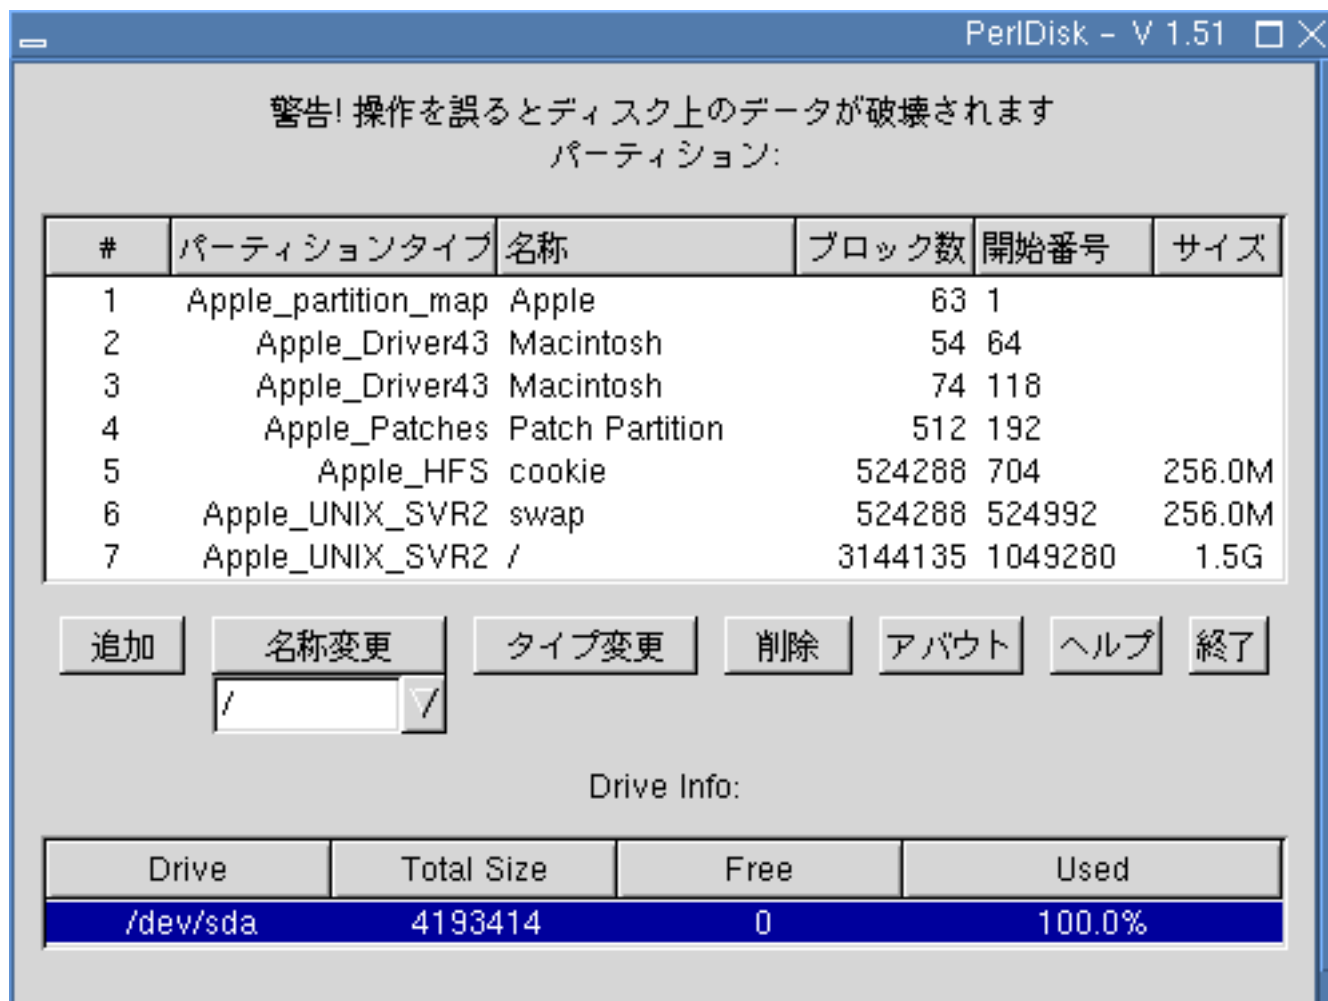 PerlDisk - V 1.51
警告! 操作を誤るとディスク上のデータが破壊されます
パーティション:
# パーティションタイプ 名称 ブロック数 開始番号 サイズ
1 Apple_partition_map Apple 63 1
2 Apple_Driver43 Macintosh 54 64
3 Apple_Driver43 Macintosh 74 118
4 Apple_Patches Patch Partition 512 192
5 Apple_HFS cookie 524288 704 256.0M
6 Apple_UNIX_SVR2 swap 524288 524992 256.0M
7 Apple_UNIX_SVR2 / 3144135 1049280 1.5G
追加 名称変更 タイプ変更 削除 アバウト ヘルプ 終了
/
Drive Info:
Drive Total Size Free Used
/dev/sda 4193414 0 100.0%